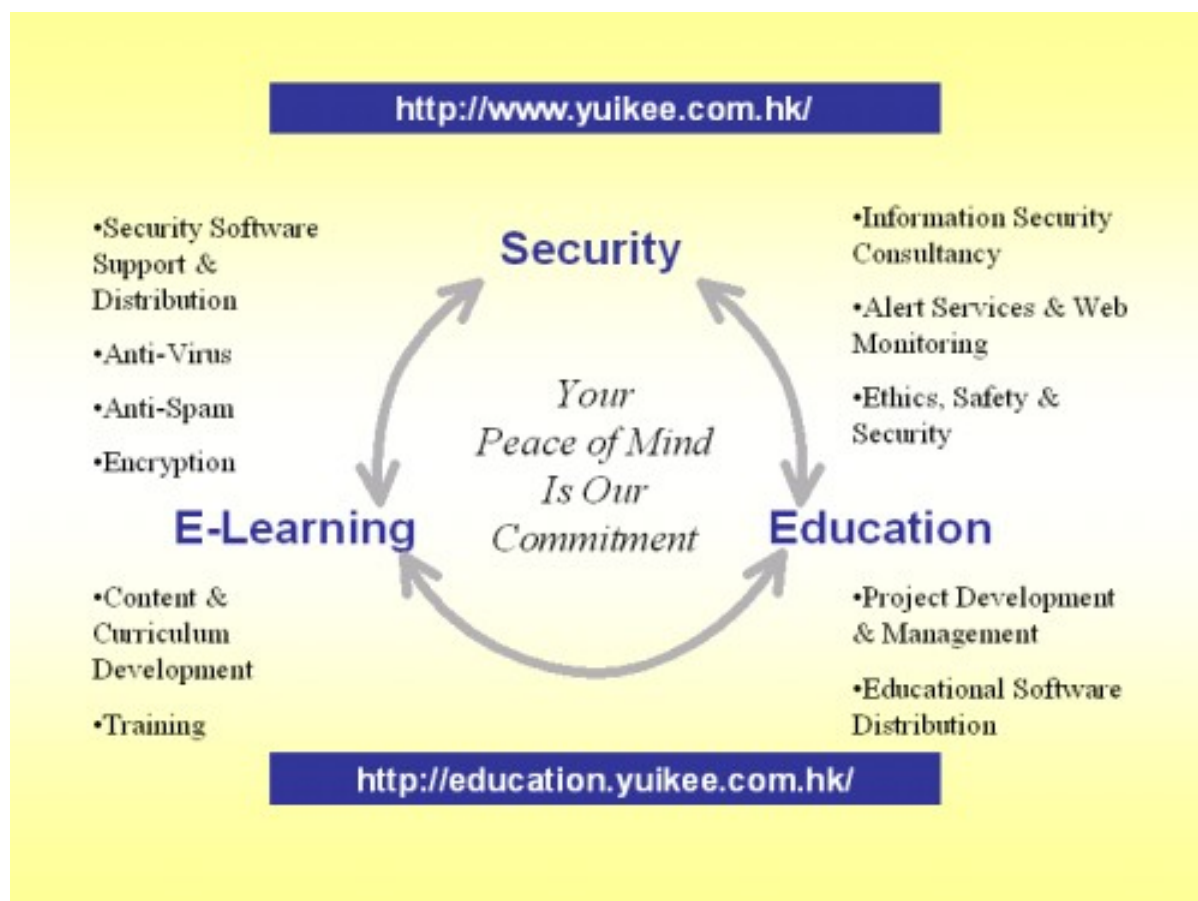 http://www.yuikee.com.hk/
•Security Software
Support &
Distribution
•Anti-Virus
•Anti-Spam
•Encryption
Security
•Information Security
Consultancy
•Alert Services & Web
Monitoring
•Ethics, Safety &
Security
Your
Peace of Mind
Is Our
Commitment
E-Learning
Education
•Content &
Curriculum
Development
•Training
•Project Development
& Management
•Educational Software
Distribution
http://education.yuikee.com.hk/